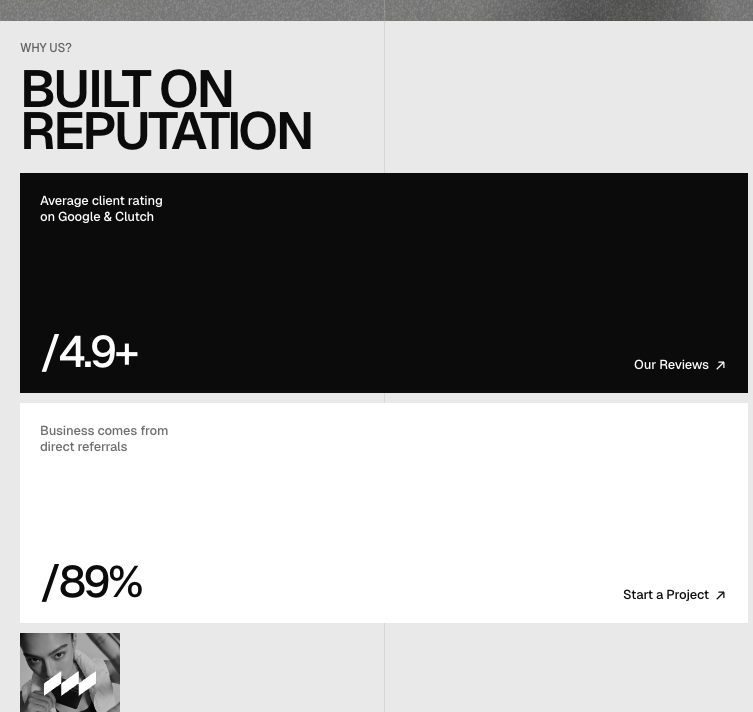 WHY US?
BUILT ON
REPUTATION
Average client rating
on Google & Clutch
/4.9+
Our Reviews
Business comes from
direct referrals
/89%
Start a Project